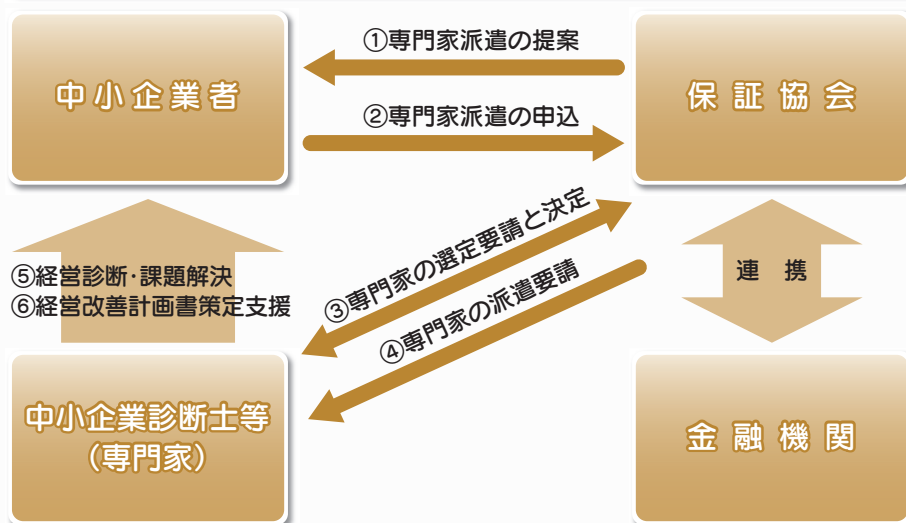 ①専門家派遣の提案
中小企業者
保証協会
②専門家派遣の申込
③専門家の選定要請と決定
④専門家の派遣要請
⑤経営診断・課題解決
⑥経営改善計画書策定支援
連携
中小企業診断士等
(専門家)
金融機関